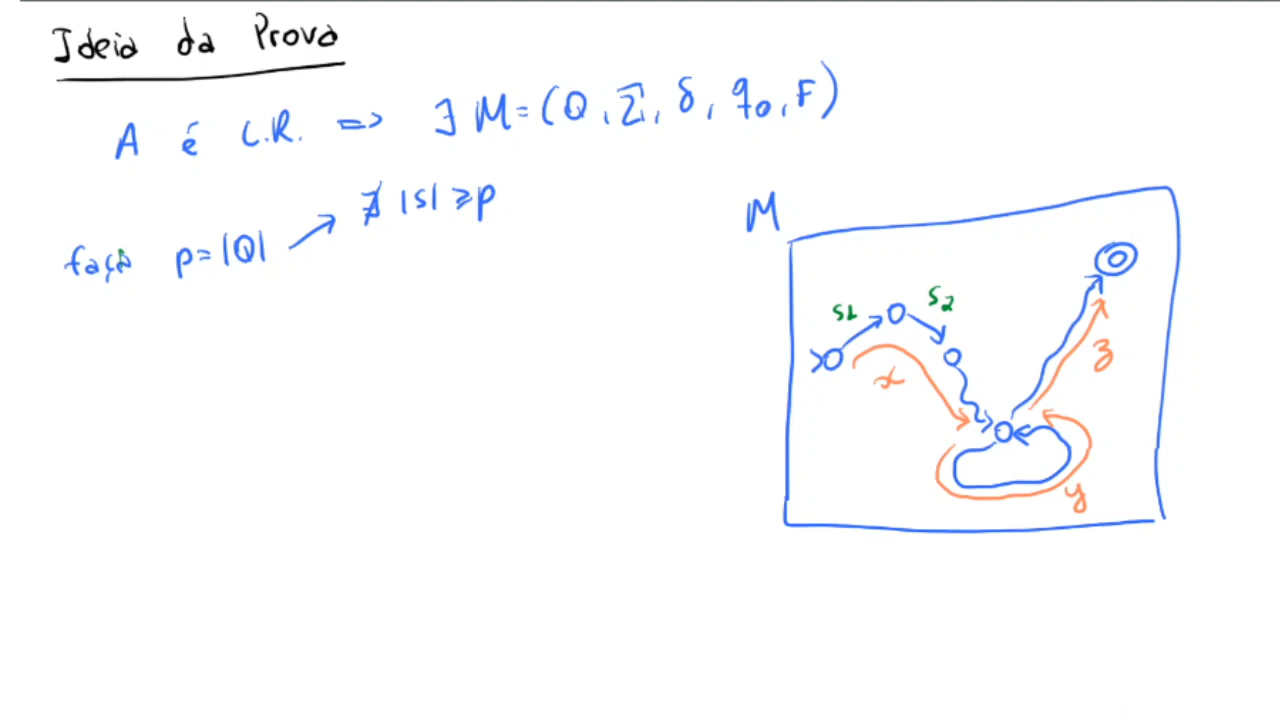 Ideia da Prova
A é L.R. => ∃ M=(Q, Σ, δ, q₀, F)
faça p=|Q| → ∄ |s| ≥ p
M
s1
s2
x
z
y